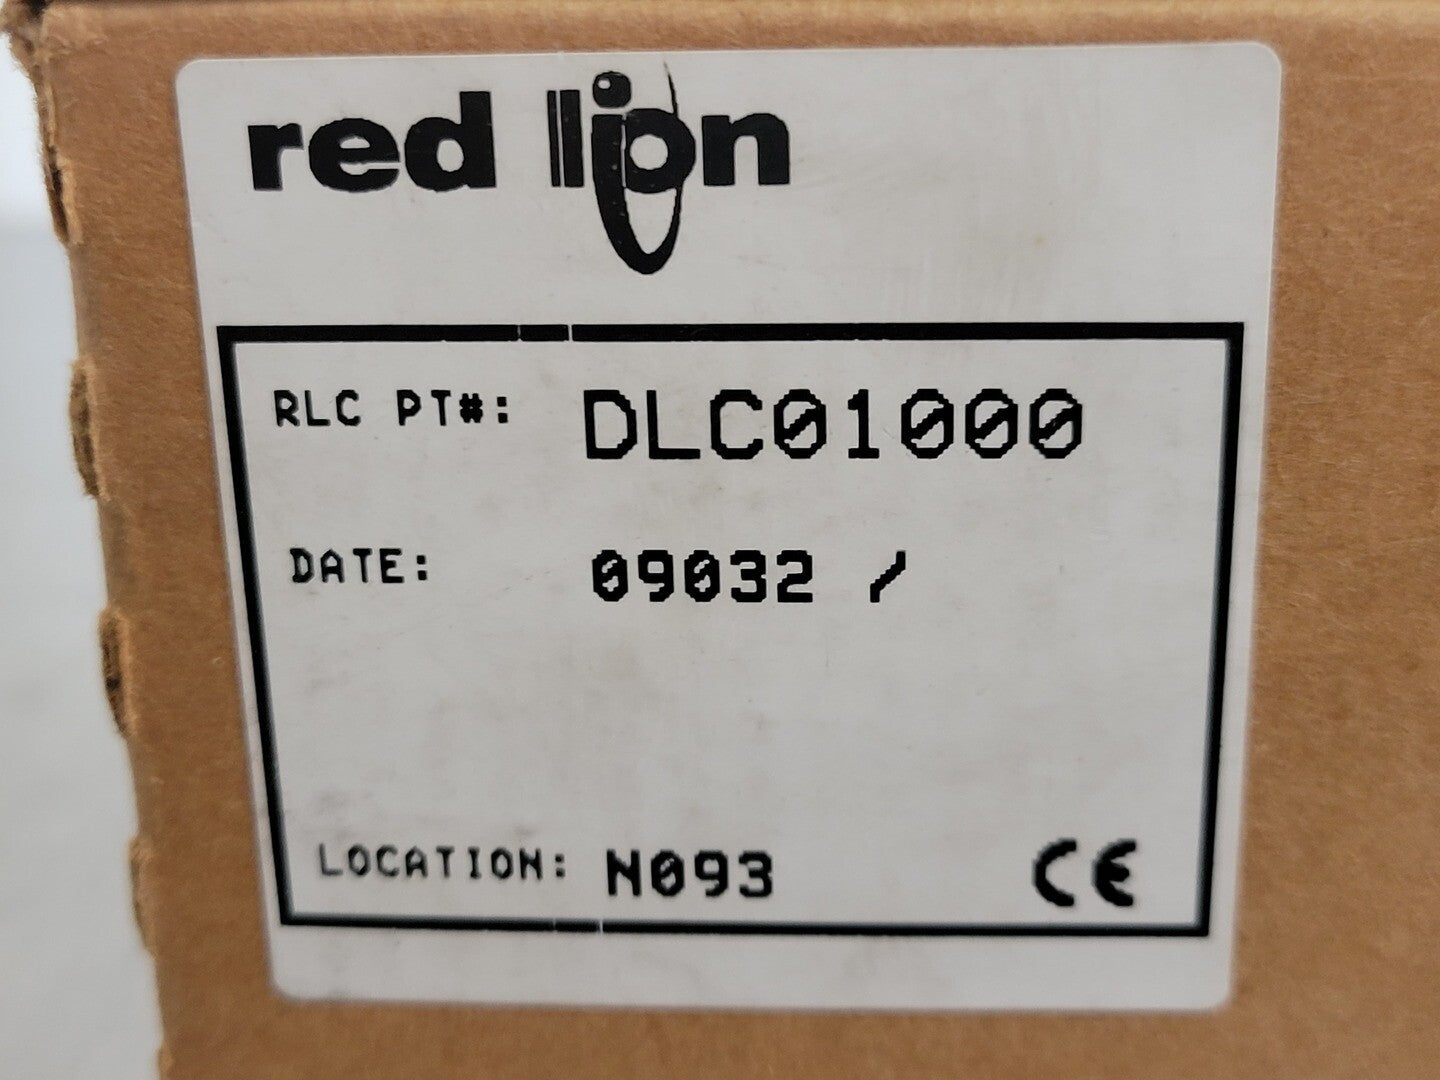 red lion
RLC PT#: DLC01000
DATE: 09032 /
LOCATION: N093 CE